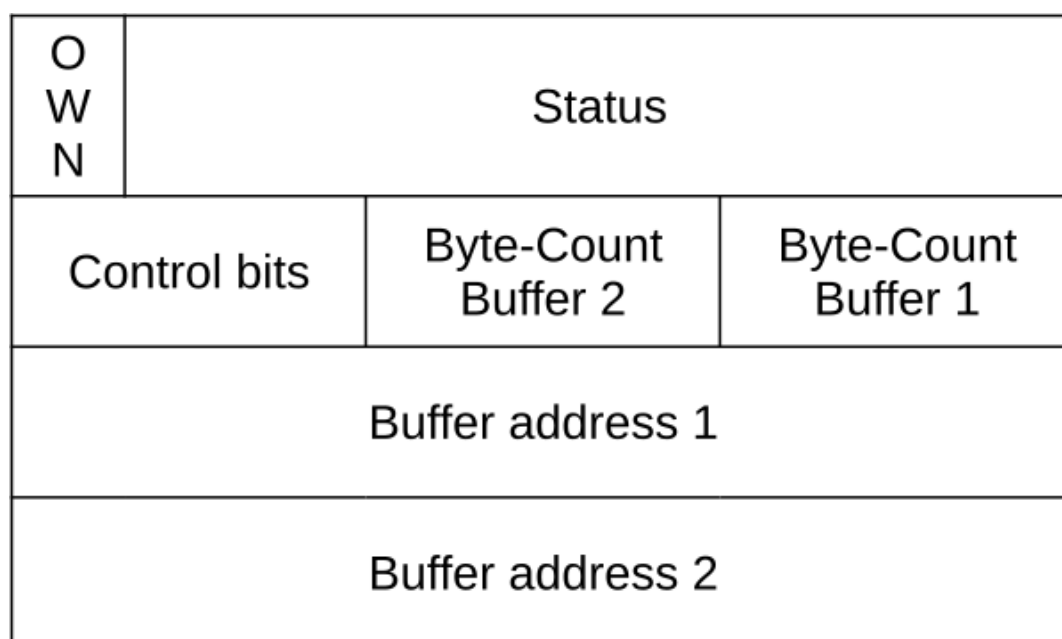 O
W
N
Status
Control bits
Byte-Count
Buffer 2
Byte-Count
Buffer 1
Buffer address 1
Buffer address 2